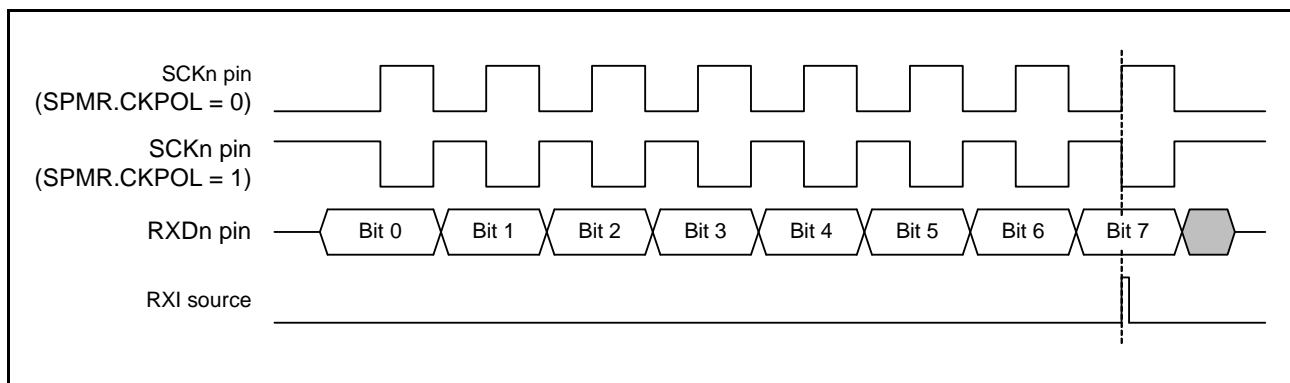 SCKn pin
(SPMR.CKPOL = 0)
SCKn pin
(SPMR.CKPOL = 1)
RXDn pin
Bit 0 Bit 1 Bit 2 Bit 3 Bit 4 Bit 5 Bit 6 Bit 7
RXI source